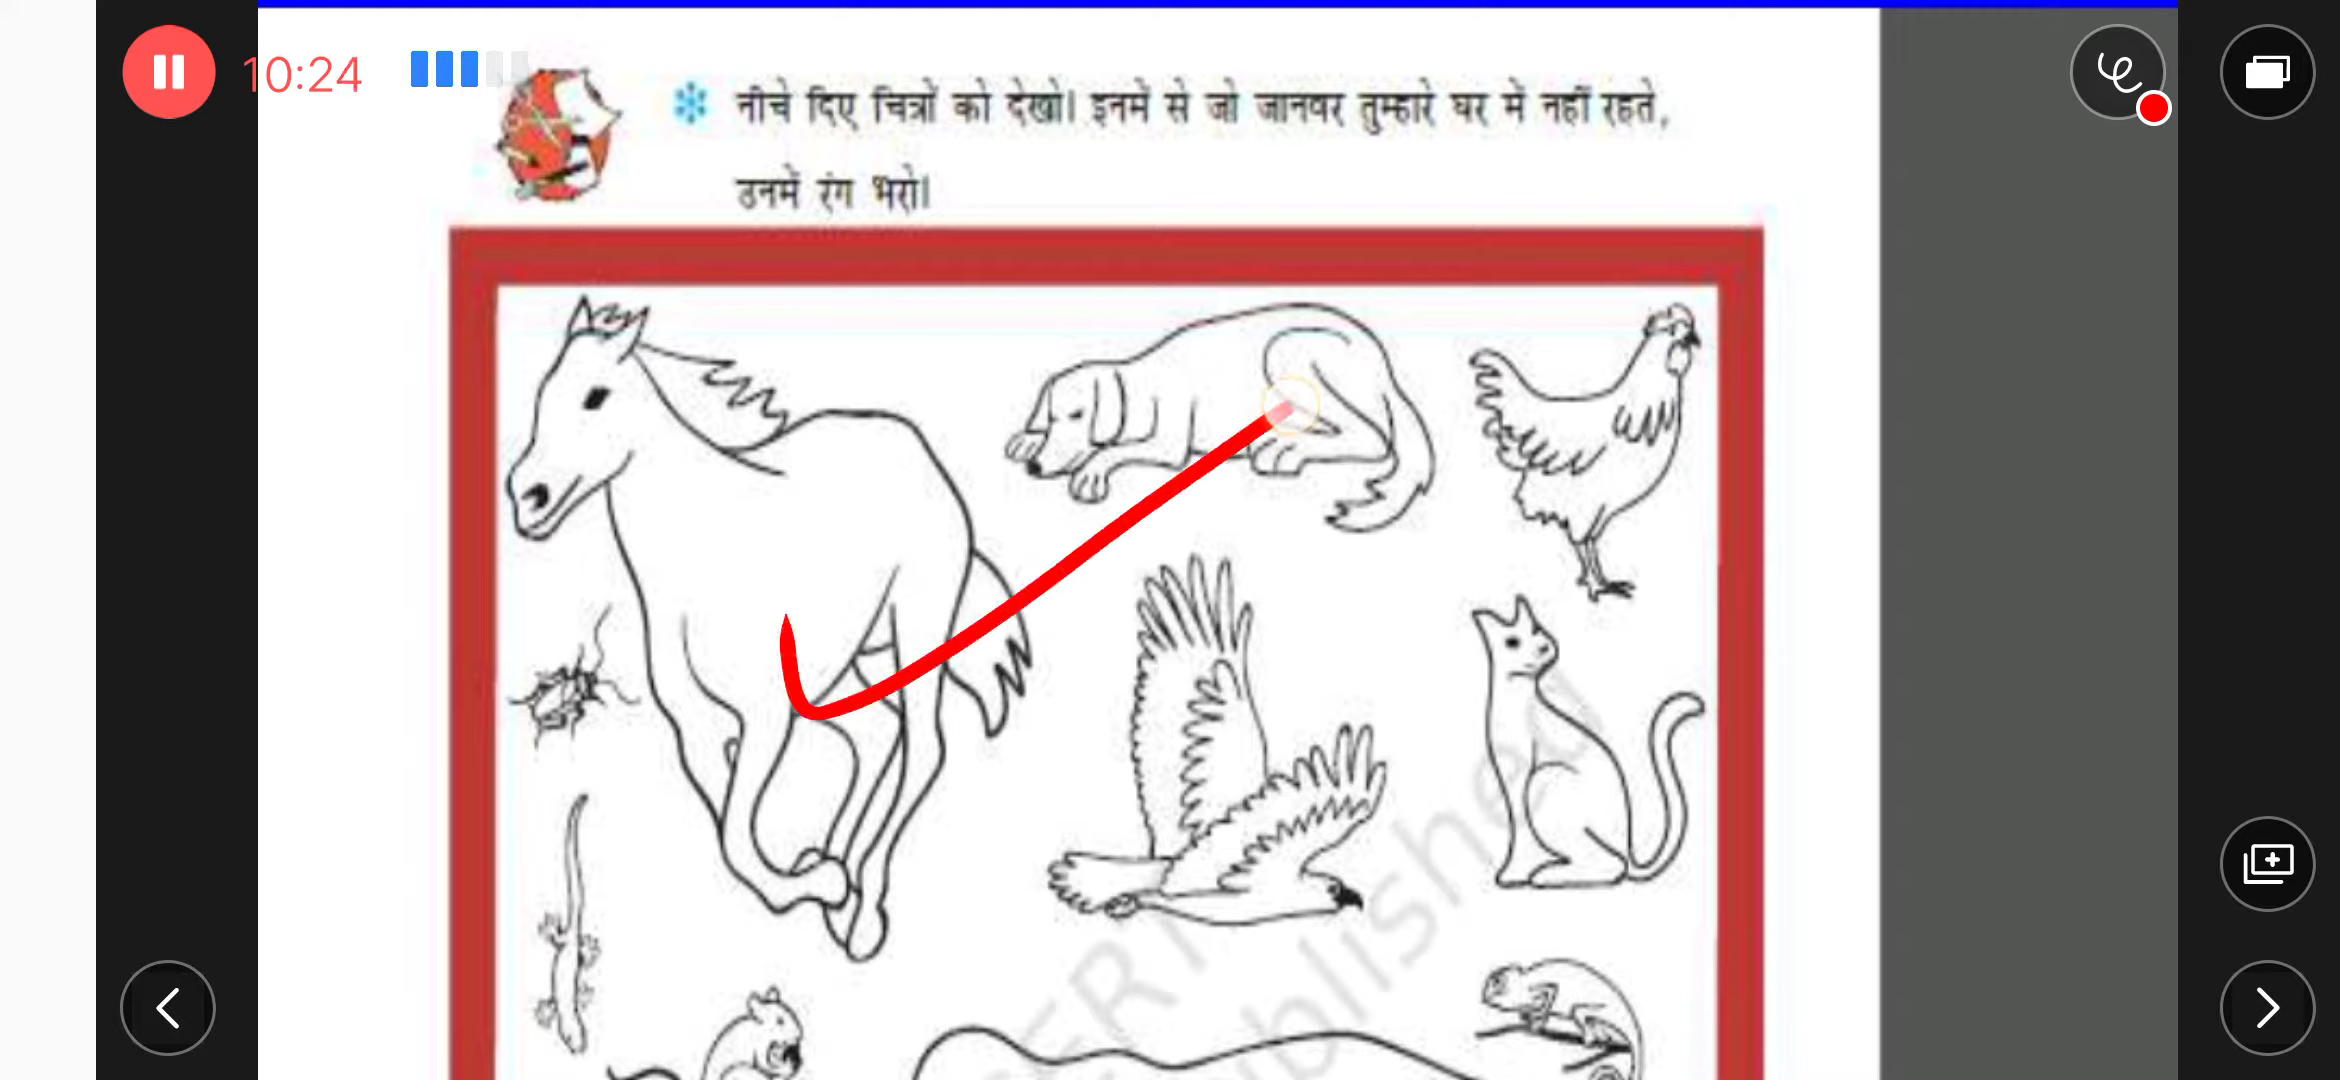 10:24
नीचे दिए चित्रों को देखो। इनमें से जो जानवर तुम्हारे घर में नहीं रहते,
उनमें रंग भरो।